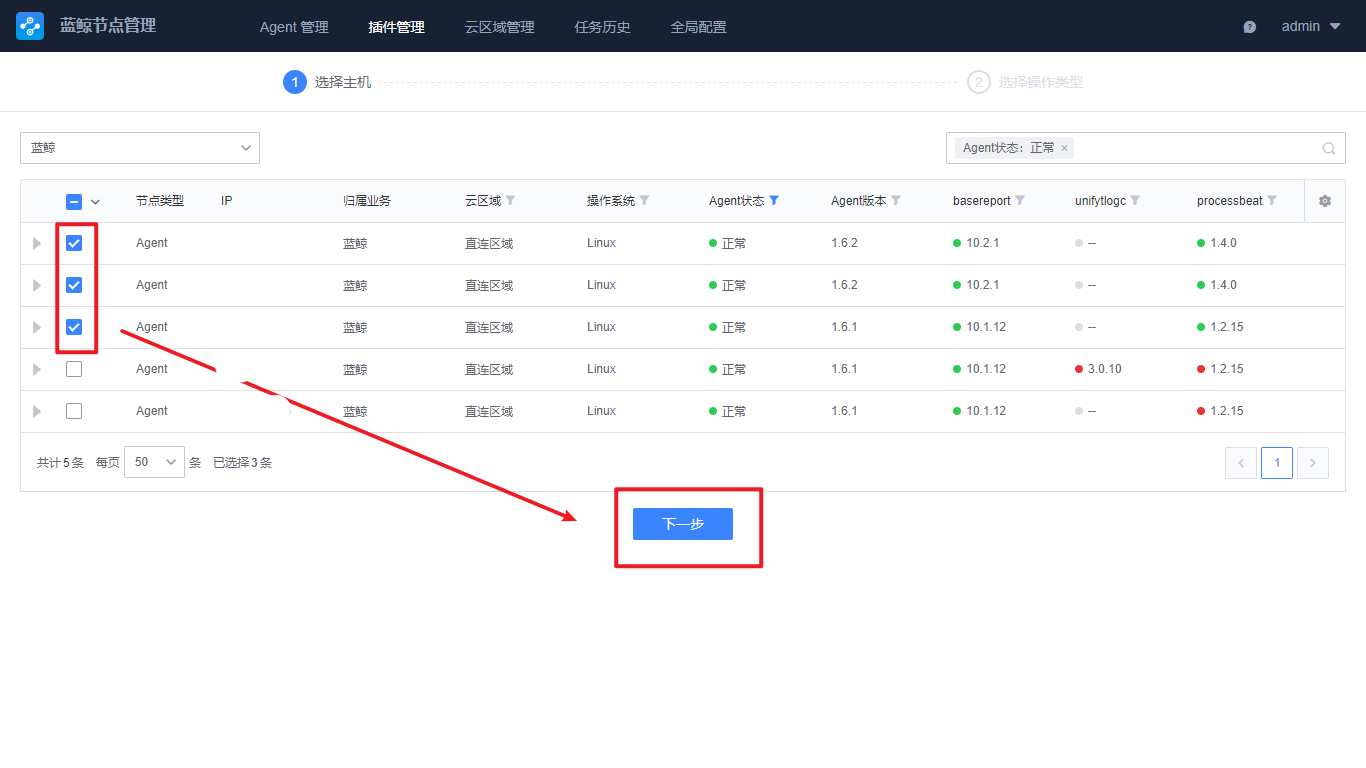 蓝鲸节点管理 Agent 管理 插件管理 云区域管理 任务历史 全局配置 ? admin
1 选择主机 2 选择操作类型
蓝鲸 Agent状态: 正常 ×
节点类型 IP 归属业务 云区域 操作系统 Agent状态 Agent版本 basereport unifytlogc processbeat
Agent 蓝鲸 直连区域 Linux 正常 1.6.2 10.2.1 -- 1.4.0
Agent 蓝鲸 直连区域 Linux 正常 1.6.2 10.2.1 -- 1.4.0
Agent 蓝鲸 直连区域 Linux 正常 1.6.1 10.1.12 -- 1.2.15
Agent 蓝鲸 直连区域 Linux 正常 1.6.1 10.1.12 3.0.10 1.2.15
Agent 蓝鲸 直连区域 Linux 正常 1.6.1 10.1.12 -- 1.2.15
共计5条 每页 50 条 已选择3条 1
下一步